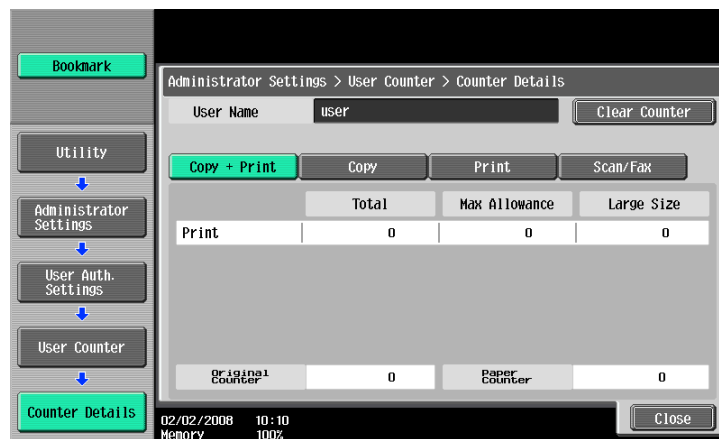 Bookmark
Administrator Settings > User Counter > Counter Details
User Name
user
Clear Counter
Utility
Copy + Print
Copy
Print
Scan/Fax
Administrator
Settings
Total
Max Allowance
Large Size
Print
0
0
0
User Auth.
Settings
User Counter
Original
Counter
0
Paper
Counter
0
Counter Details
02/02/2008 10:10
Memory 100%
Close